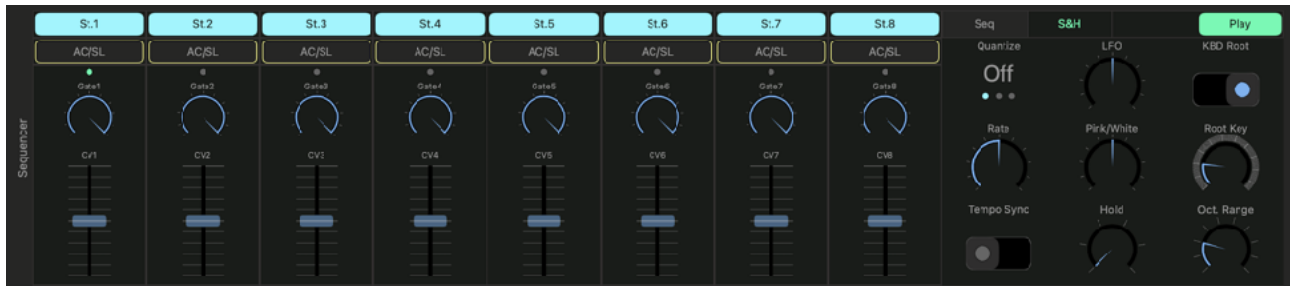 St.1 St.2 St.3 St.4 St.5 St.6 St.7 St.8 Seq S&H Play
AC/SL AC/SL AC/SL AC/SL AC/SL AC/SL AC/SL AC/SL
Quantize LFO KBD Root
Off
Gate1 Gate2 Gate3 Gate4 Gate5 Gate6 Gate7 Gate8
Sequencer
Rate Pink/White Root Key
CV1 CV2 CV3 CV4 CV5 CV6 CV7 CV8
Tempo Sync Hold Oct. Range